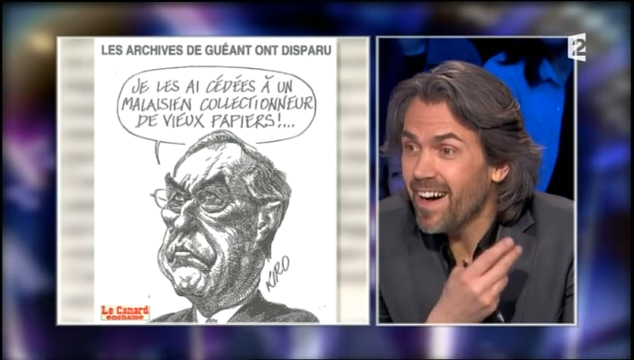 LES ARCHIVES DE GUÉANT ONT DISPARU
JE LES AI CÉDÉES À UN
MALAISIEN COLLECTIONNEUR
DE VIEUX PAPIERS !...
KIRO
Le Canard
enchaîné
2